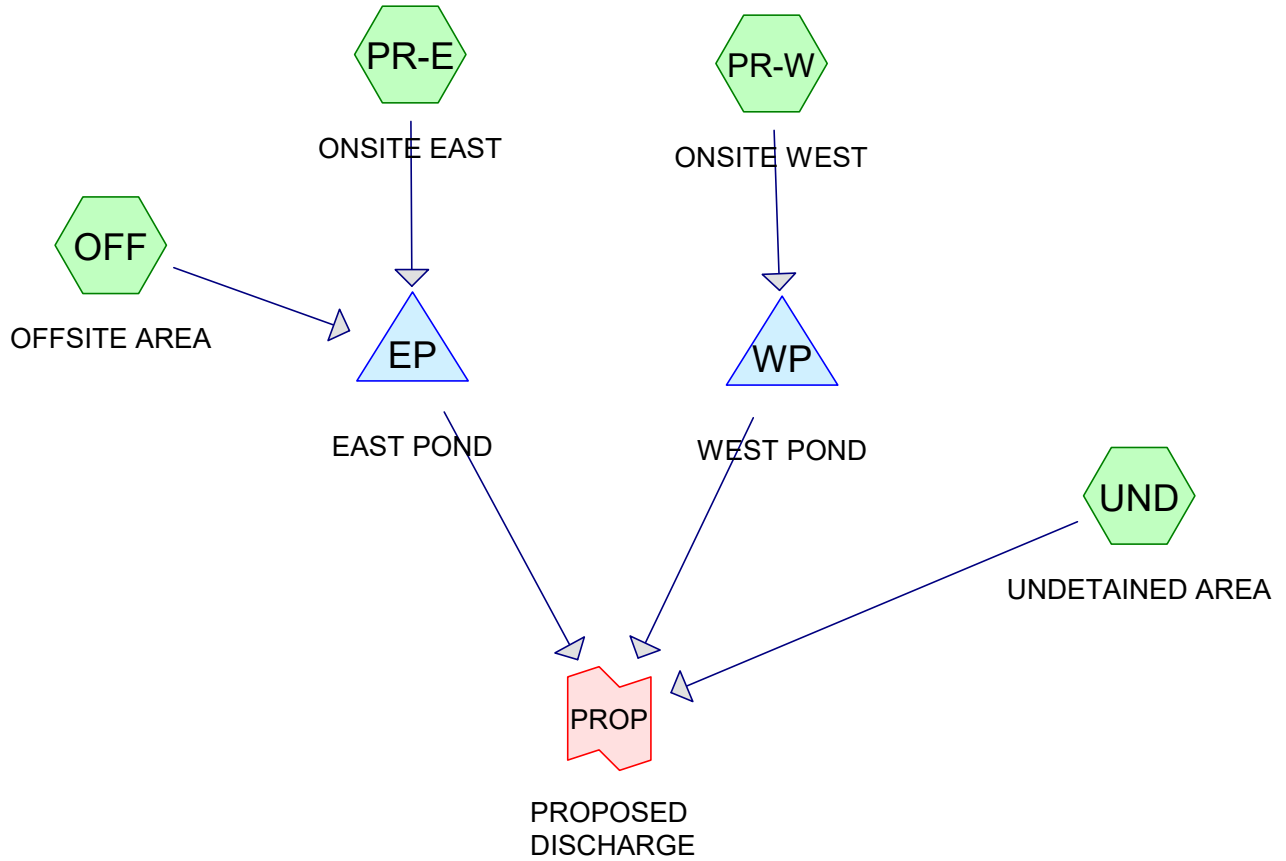 PR-E
PR-W
ONSITE EAST
ONSITE WEST
OFF
OFFSITE AREA
EP
WP
EAST POND
WEST POND
UND
UNDETAINED AREA
PROP
PROPOSED
DISCHARGE